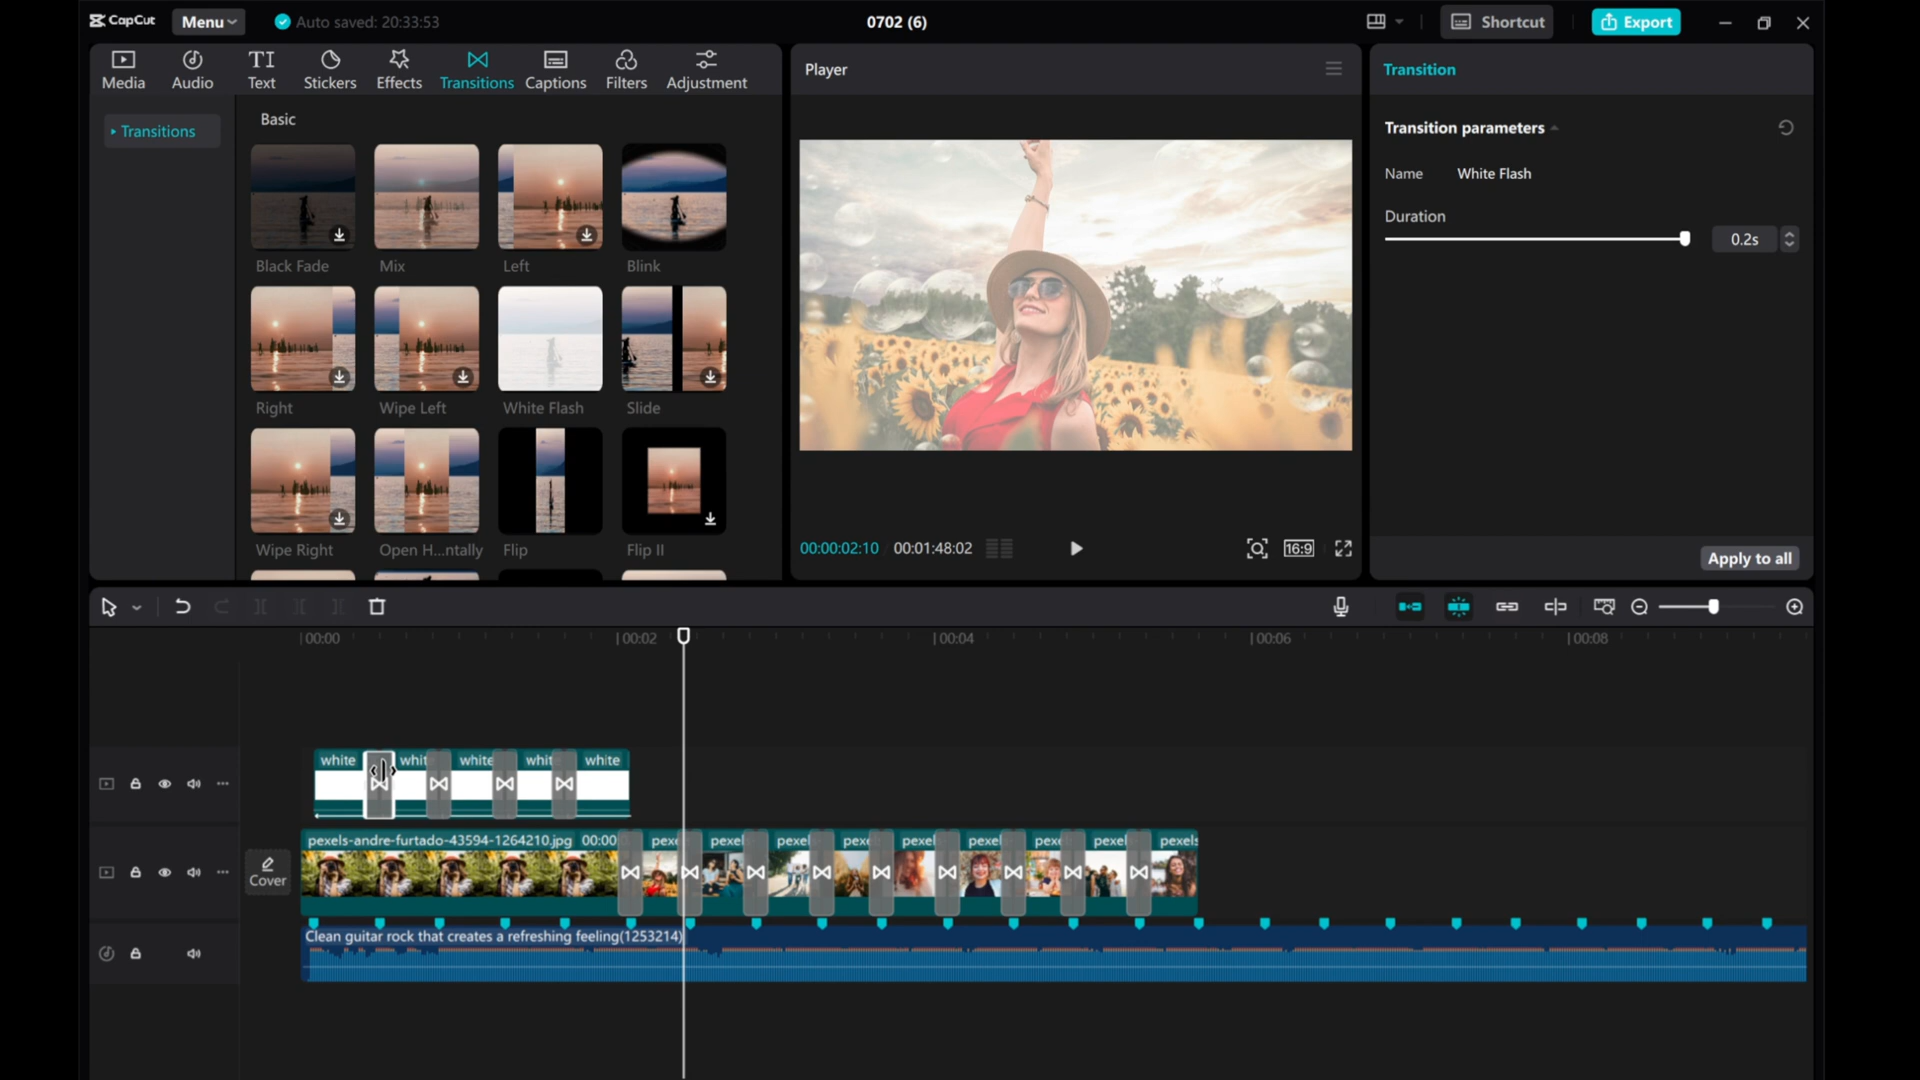 CapCut
Menu
Auto saved: 20:33:53
0702 (6)
Shortcut
Export
Media
Audio
TI
Text
Stickers
Effects
Transitions
Captions
Filters
Adjustment
Transitions
Basic
Black Fade
Mix
Left
Blink
Right
Wipe Left
White Flash
Slide
Wipe Right
Open H...ntally
Flip
Flip II
Player
00:00:02:10
00:01:48:02
16:9
Transition
Transition parameters
Name
White Flash
Duration
0.2s
Apply to all
00:00
00:02
00:04
00:06
00:08
white
whit
white
whit
white
Cover
pexels-andre-furtado-43594-1264210.jpg 00:00
pexe
pexel
pexel
pexe
pexel
pexel
pexe
pexel
pexels
Clean guitar rock that creates a refreshing feeling(1253214)